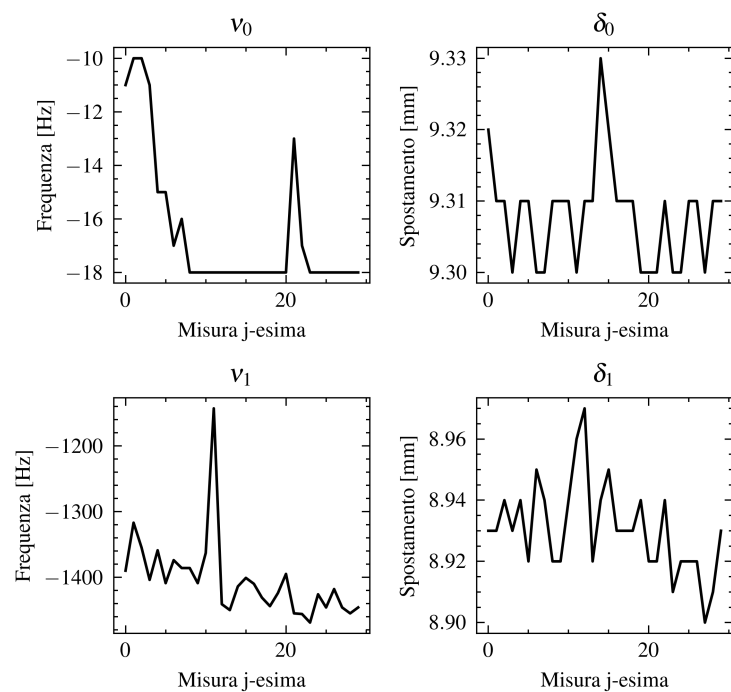 ν₀
Frequenza [Hz]
−10
−12
−14
−16
−18
0
20
Misura j-esima
δ₀
Spostamento [mm]
9.33
9.32
9.31
9.30
0
20
Misura j-esima
ν₁
Frequenza [Hz]
−1200
−1300
−1400
0
20
Misura j-esima
δ₁
Spostamento [mm]
8.96
8.94
8.92
8.90
0
20
Misura j-esima